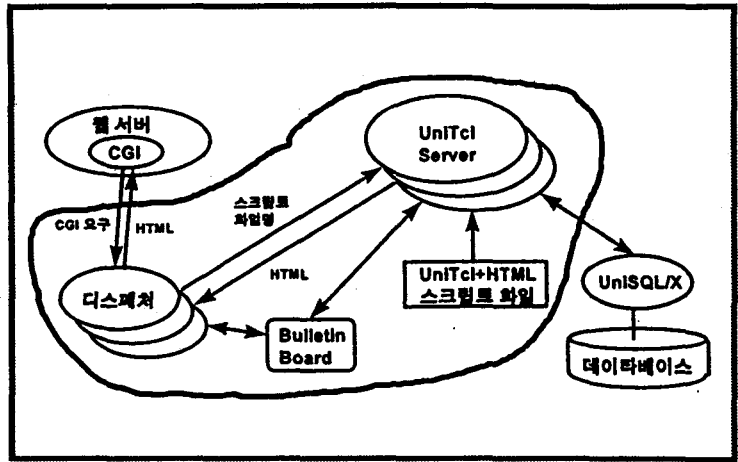 웹 서버
CGI
UniTcl
Server
스크립트
화일명
CGI 요구
HTML
HTML
UniTcl+HTML
스크립트 화일
UniSQL/X
디스패처
Bulletin
Board
데이타베이스